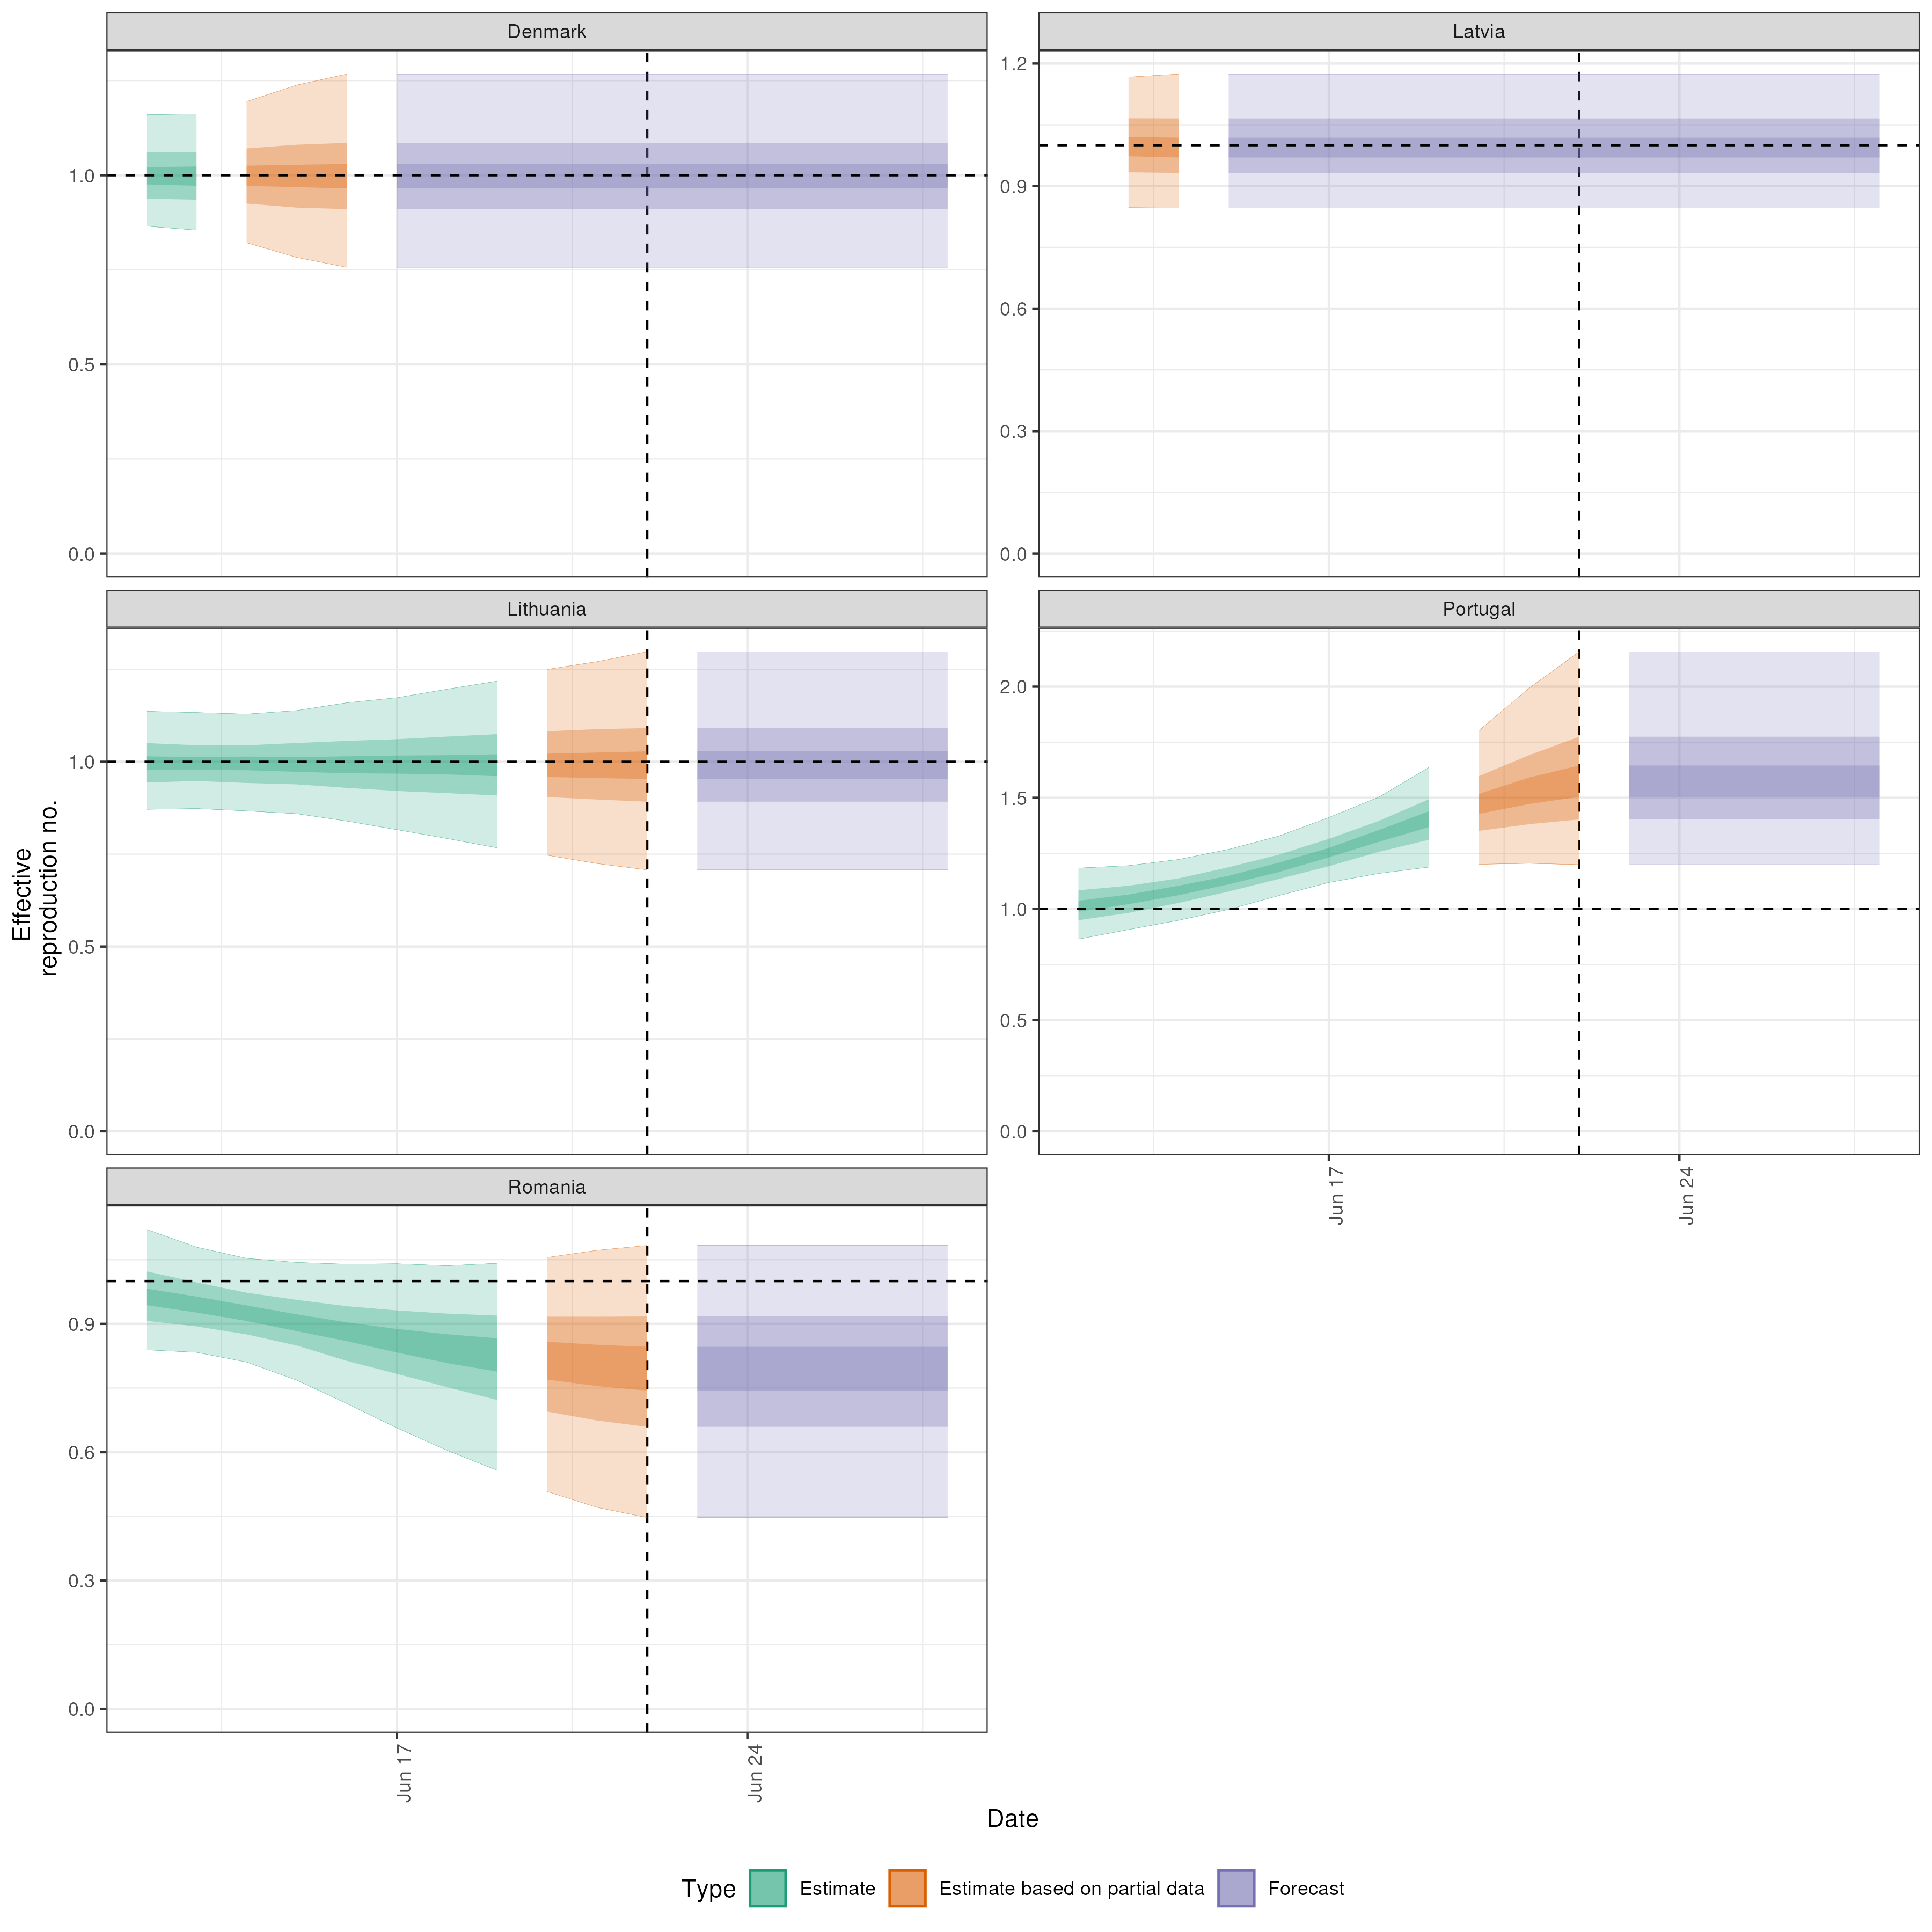 Denmark
Latvia
1.0
0.5
0.0
1.2
0.9
0.6
0.3
0.0
Lithuania
Portugal
1.0
0.5
0.0
2.0
1.5
1.0
0.5
0.0
Jun 17
Jun 24
Effective
reproduction no.
Romania
0.9
0.6
0.3
0.0
Jun 17
Jun 24
Date
Type Estimate Estimate based on partial data Forecast